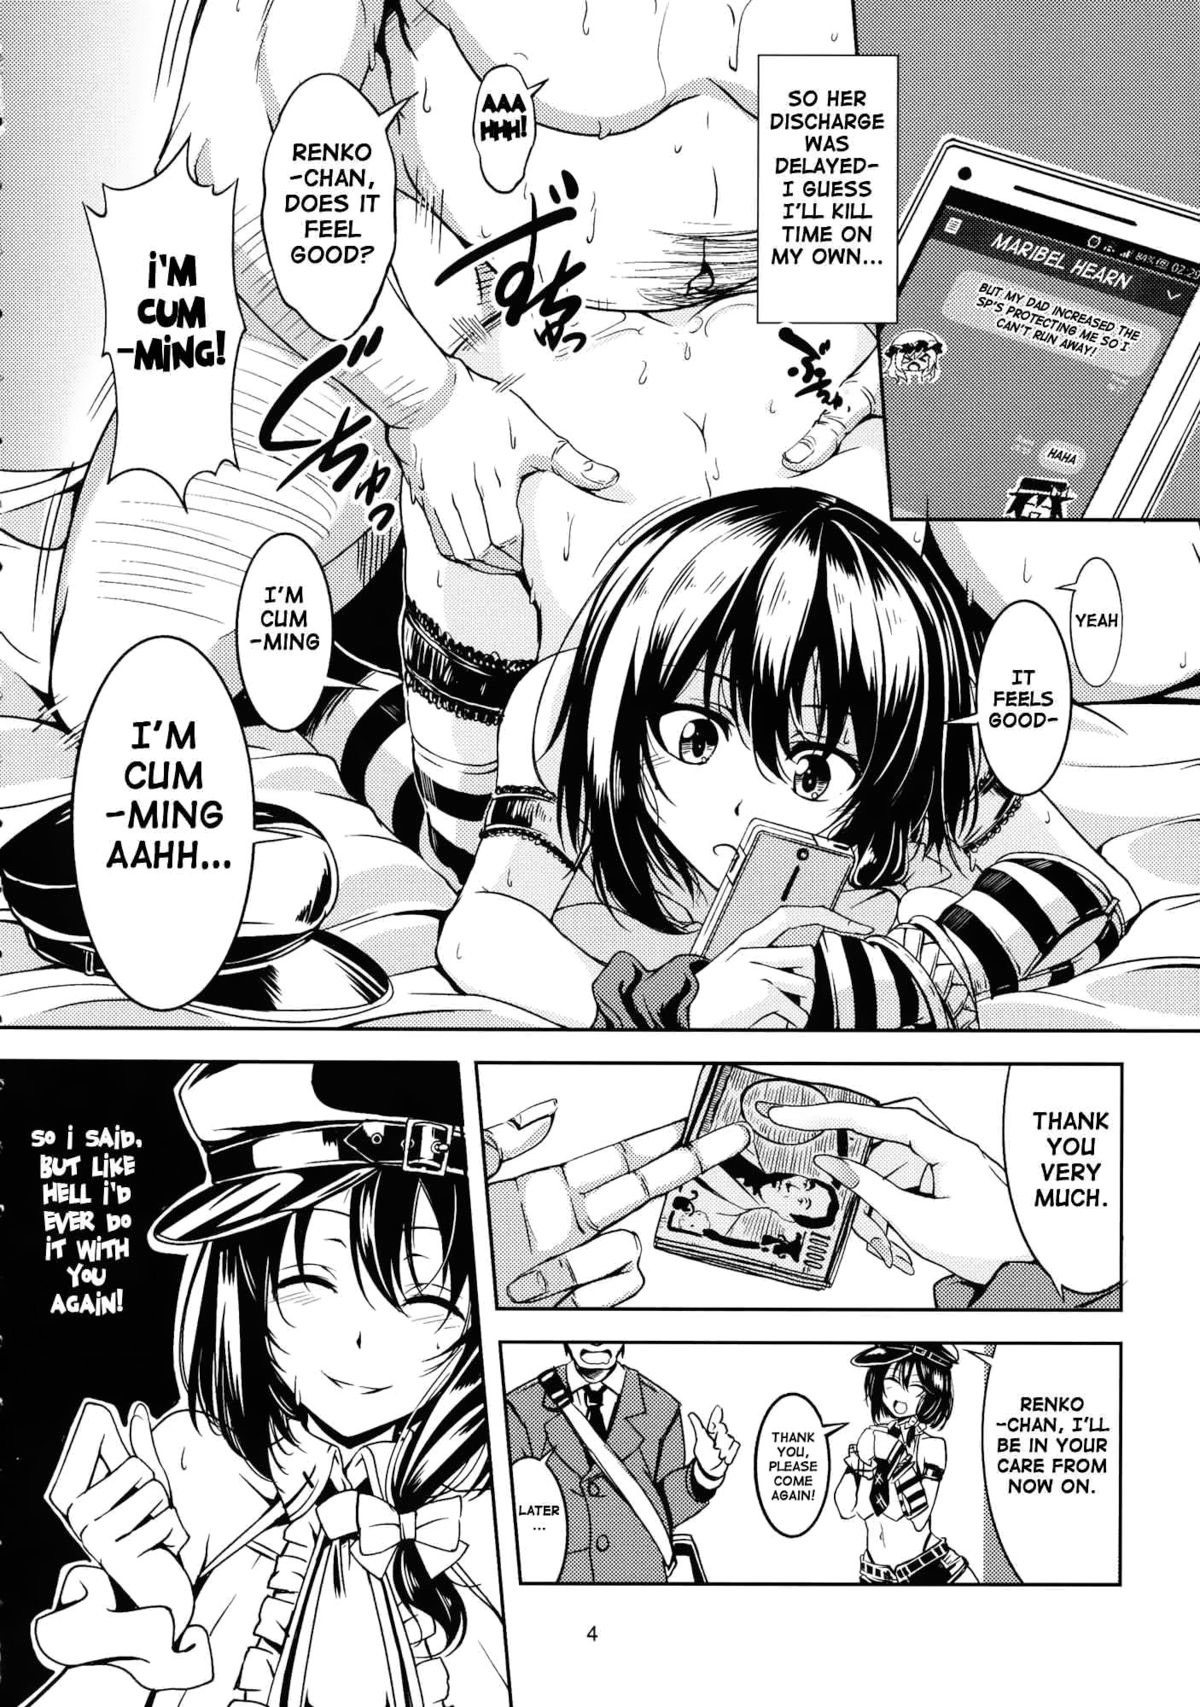 MARIBEL HEARN
BUT MY DAD INCREASED THE
SP'S PROTECTING ME SO I
CAN'T RUN AWAY!
HAHA
SO HER
DISCHARGE
WAS
DELAYED-
I GUESS
I'LL KILL
TIME ON
MY OWN...
AAA
HHH!
RENKO
-CHAN,
DOES IT
FEEL
GOOD?
I'M
CUM
-MING!
YEAH
IT
FEELS
GOOD-
I'M
CUM
-MING
I'M
CUM
-MING
AAHH...
THANK
YOU
VERY
MUCH.
RENKO
-CHAN, I'LL
BE IN YOUR
CARE FROM
NOW ON.
THANK
YOU,
PLEASE
COME
AGAIN!
LATER
...
SO I SAID,
BUT LIKE
HELL I'D
EVER DO
IT WITH
YOU
AGAIN!
4